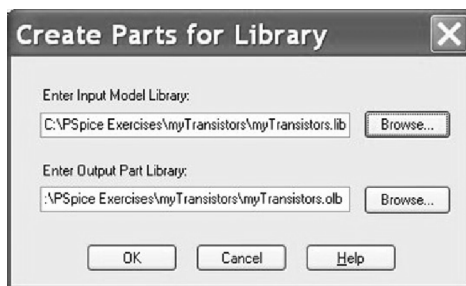 Create Parts for Library
Enter Input Model Library:
C:\PSpice Exercises\myTransistors\myTransistors.lib
Browse...
Enter Output Part Library:
:\PSpice Exercises\myTransistors\myTransistors.olb
Browse...
OK
Cancel
Help